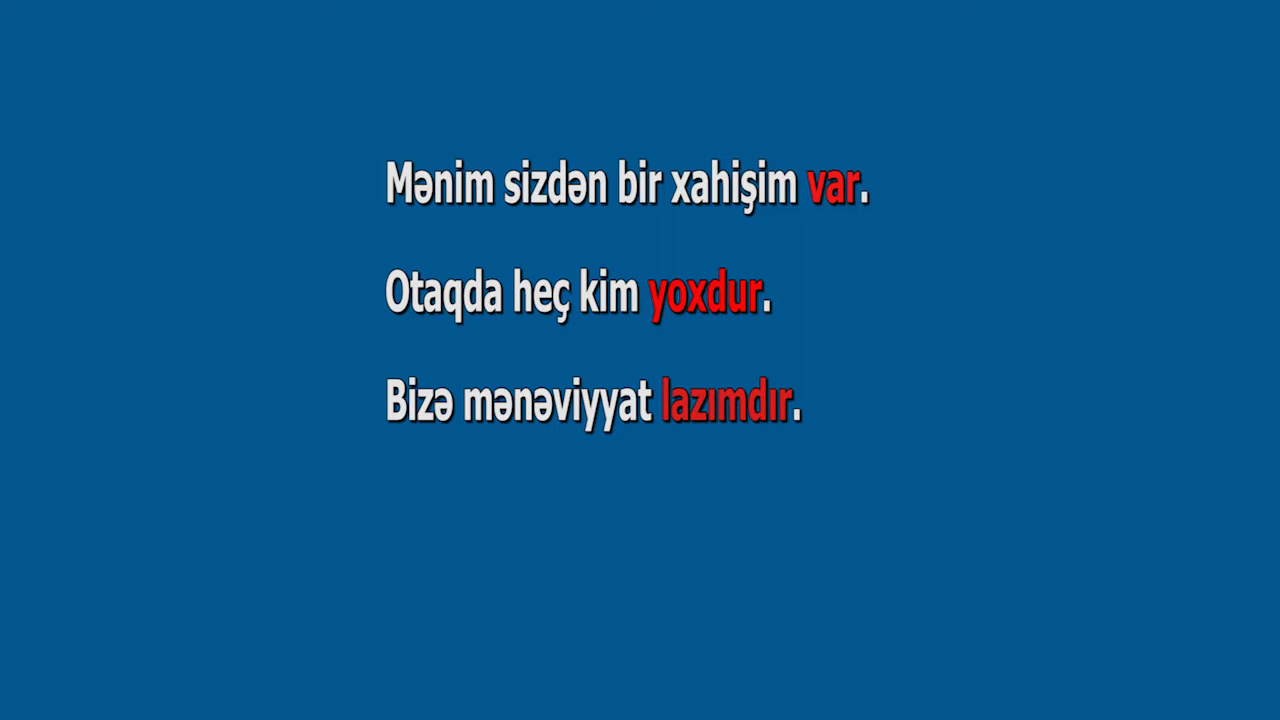 Mənim sizdən bir xahişim var.
Otaqda heç kim yoxdur.
Bizə mənəviyyat lazımdır.